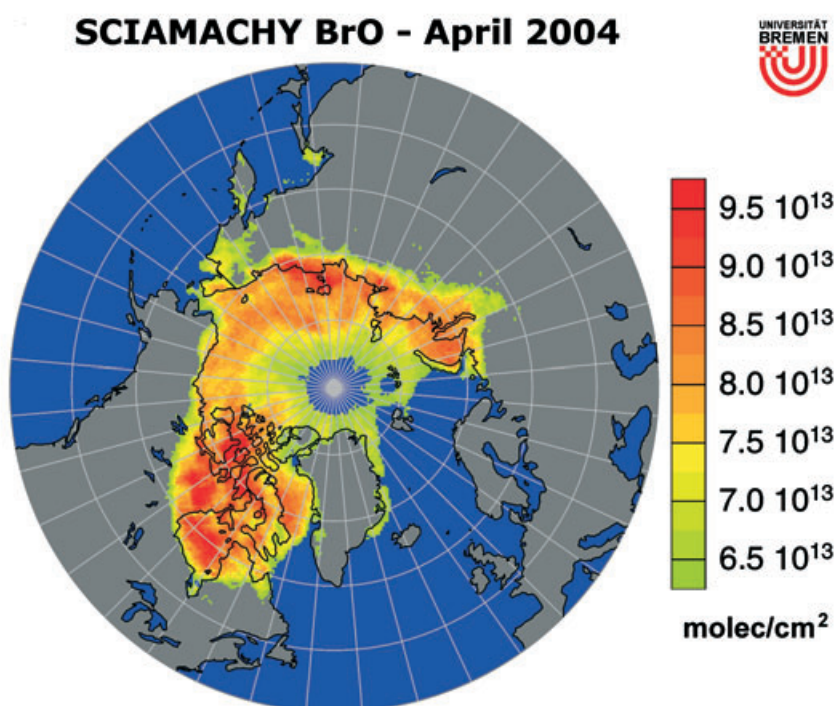 SCIAMACHY BrO - April 2004
UNIVERSITÄT
BREMEN
9.5 10¹³
9.0 10¹³
8.5 10¹³
8.0 10¹³
7.5 10¹³
7.0 10¹³
6.5 10¹³
molec/cm²